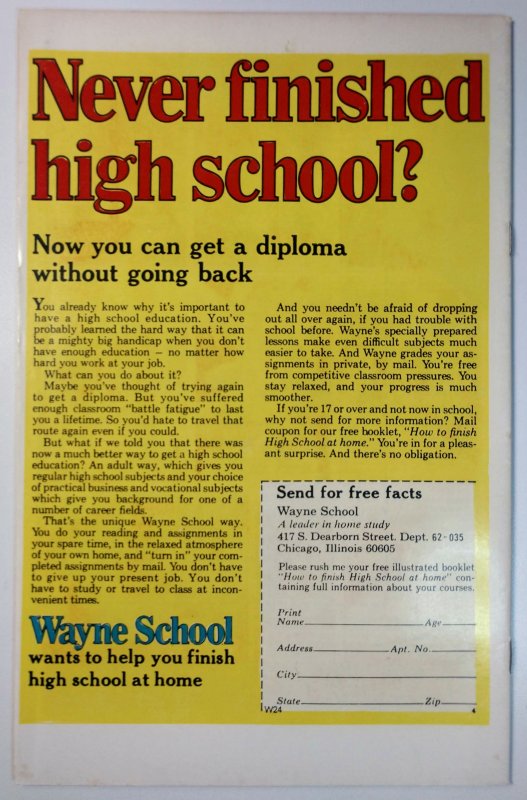 Never finished
high school?
Now you can get a diploma
without going back
You already know why it's important to
have a high school education. You've
probably learned the hard way that it can
be a mighty big handicap when you don't
have enough education — no matter how
hard you work at your job.
What can you do about it?
Maybe you've thought of trying again
to get a diploma. But you've suffered
enough classroom "battle fatigue" to last
you a lifetime. So you'd hate to travel that
route again even if you could.
But what if we told you that there was
now a much better way to get a high school
education? An adult way, which gives you
regular high school subjects and your choice
of practical business and vocational subjects
which give you background for one of a
number of career fields.
That's the unique Wayne School way.
You do your reading and assignments in
your spare time, in the relaxed atmosphere
of your own home, and "turn in" your com-
pleted assignments by mail. You don't have
to give up your present job. You don't
have to study or travel to class at incon-
venient times.
Wayne School
wants to help you finish
high school at home
And you needn't be afraid of dropping
out all over again, if you had trouble with
school before. Wayne's specially prepared
lessons make even difficult subjects much
easier to take. And Wayne grades your as-
signments in private, by mail. You're free
from competitive classroom pressures. You
stay relaxed, and your progress is much
smoother.
If you're 17 or over and not now in school,
why not send for more information? Mail
coupon for our free booklet, "How to finish
High School at home." You're in for a pleas-
ant surprise. And there's no obligation.
Send for free facts
Wayne School
A leader in home study
417 S. Dearborn Street. Dept. 62-035
Chicago, Illinois 60605
Please rush me your free illustrated booklet
"How to finish High School at home" con-
taining full information about your courses.
Print
Name Age
Address Apt. No.
City
State Zip
W24 4